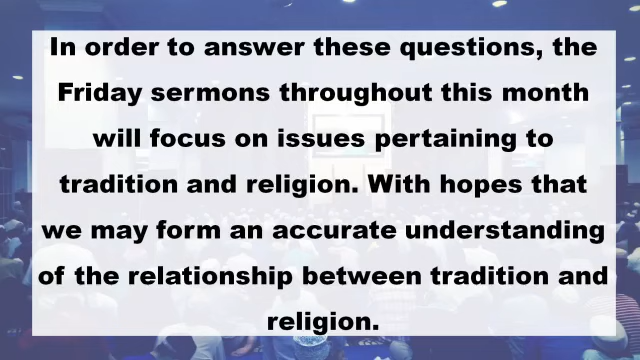 In order to answer these questions, the
Friday sermons throughout this month
will focus on issues pertaining to
tradition and religion. With hopes that
we may form an accurate understanding
of the relationship between tradition and
religion.